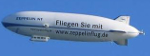 ZEPPELIN NT
Fliegen Sie mit
www.zeppelinflug.de